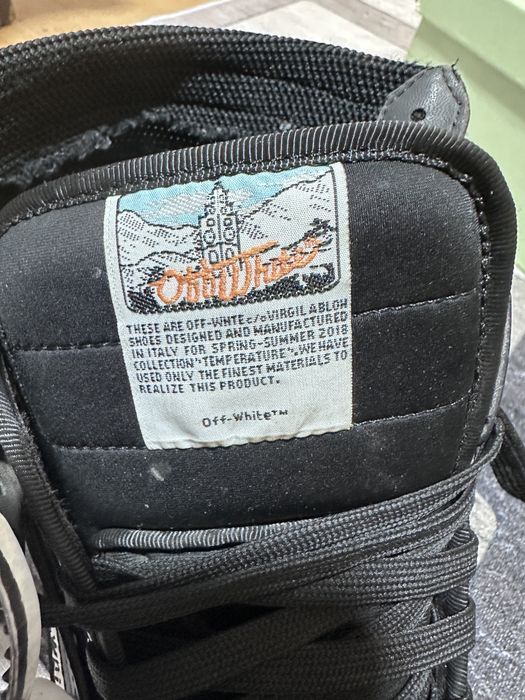 Off-White
THESE ARE OFF-WHTE c/o VIRGIL ABLOH
SHOES DESIGNED AND MANUFACTURED
IN ITALY FOR SPRING-SUMMER 2018
COLLECTION "TEMPERATURE". WE HAVE
USED ONLY THE FINEST MATERIALS TO
REALIZE THIS PRODUCT.
Off-White™